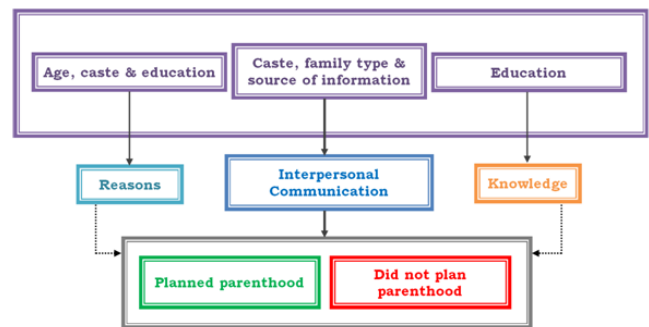 Age, caste & education
Caste, family type &
source of information
Education
Reasons
Interpersonal
Communication
Knowledge
Planned parenthood
Did not plan
parenthood